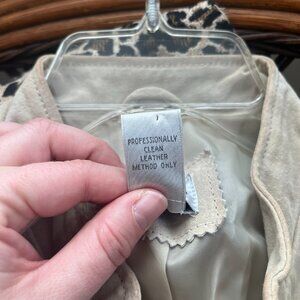 PROFESSIONALLY
CLEAN
LEATHER
METHOD ONLY